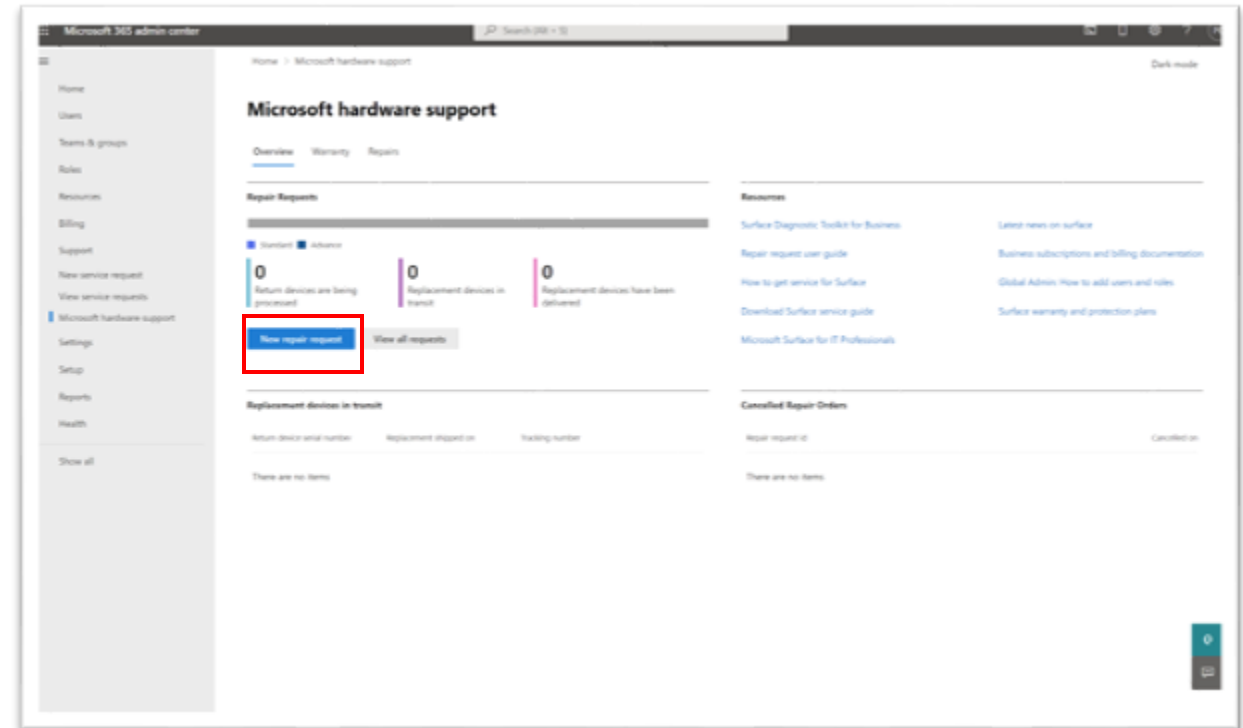 Microsoft 365 admin center
Search (Alt + S)
?
Home > Microsoft hardware support
Dark mode
Home
Users
Teams & groups
Roles
Resources
Billing
Support
New service request
View service requests
Microsoft hardware support
Settings
Setup
Reports
Health
Show all
Microsoft hardware support
Overview Warranty Repairs
Repair Requests
Standard Advance
0
Return devices are being
processed
0
Replacement devices in
transit
0
Replacement devices have been
delivered
New repair request View all requests
Resources
Surface Diagnostic Toolkit for Business
Repair request user guide
How to get service for Surface
Download Surface service guide
Microsoft Surface for IT Professionals
Latest news on surface
Business subscriptions and billing documentation
Global Admin: How to add users and roles
Surface warranty and protection plans
Replacement devices in transit
Return device serial number Replacement shipped on Tracking number
There are no items
Cancelled Repair Orders
Repair request id Cancelled on
There are no items